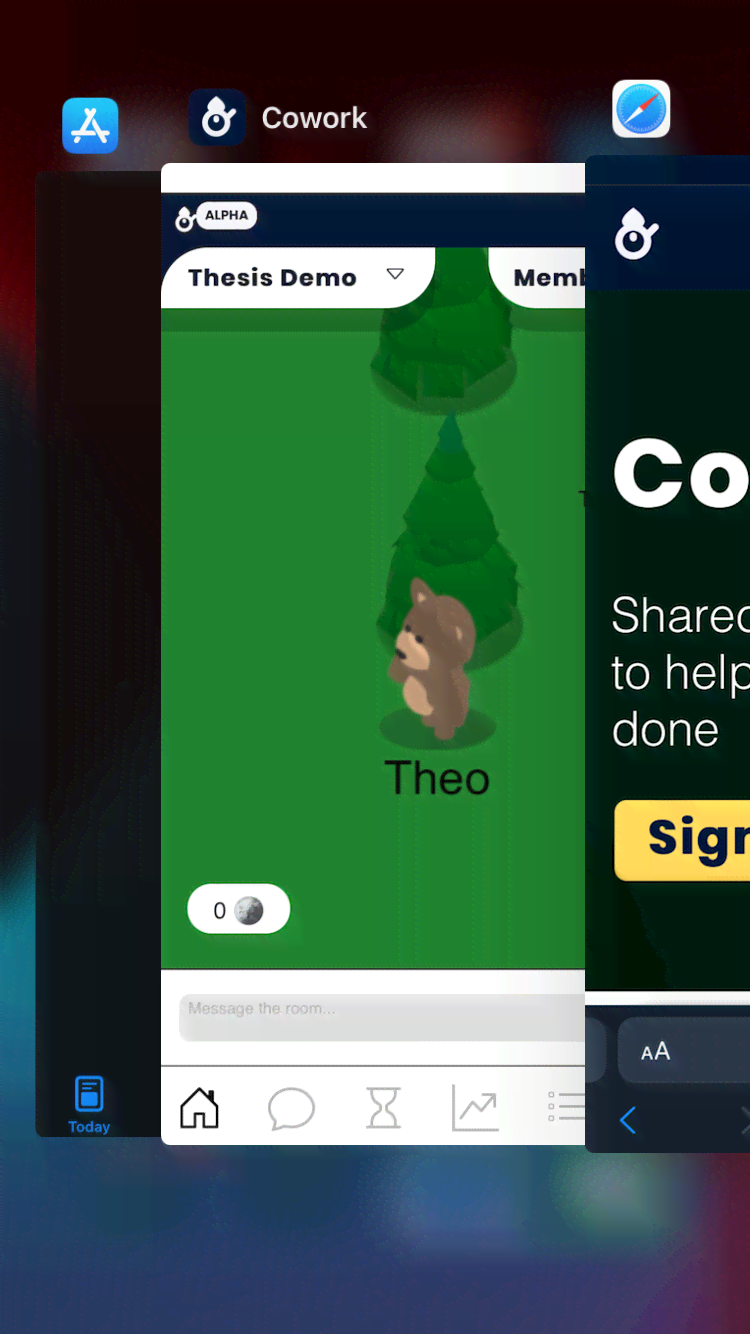 Cowork
ALPHA
Thesis Demo
Memb
Theo
0
Message the room...
Today
Co
Shared
to help
done
Sign
AA